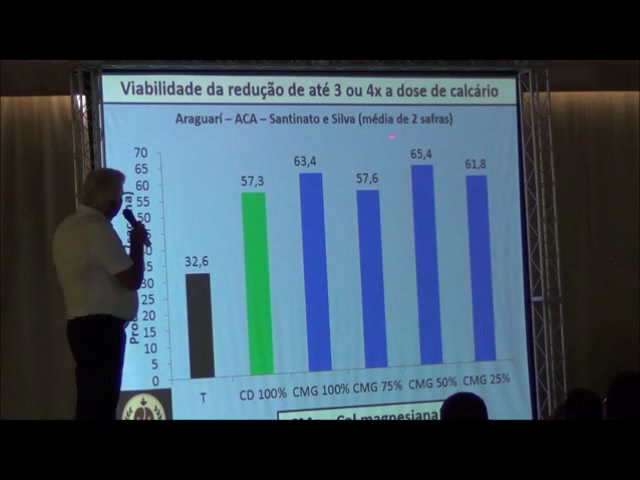 Viabilidade da redução de até 3 ou 4x a dose de calcário
Araguarí – ACA – Santinato e Silva (média de 2 safras)
70
65
60
55
50
45
40
35
30
25
20
15
10
5
0
32,6
57,3
63,4
57,6
65,4
61,8
T
CD 100%
CMG 100%
CMG 75%
CMG 50%
CMG 25%
Cal magnesiana